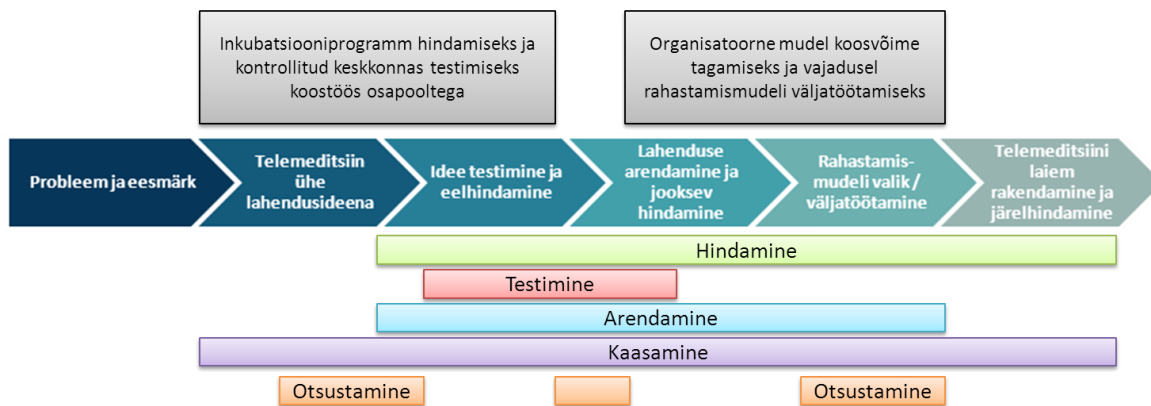 Inkubatsiooniprogramm hindamiseks ja
kontrollitud keskkonnas testimiseks
koostöös osapooltega
Organisatoorne mudel koosvõime
tagamiseks ja vajadusel
rahastamismudeli väljatöötamiseks
Probleem ja eesmärk
Telemeditsiin
ühe
lahendusideena
Idee testimine ja
eelhindamine
Lahenduse
arendamine ja
jooksev
hindamine
Rahastamis-
mudeli valik /
väljatöötamine
Telemeditsiini
laiem
rakendamine ja
järelhindamine
Hindamine
Testimine
Arendamine
Kaasamine
Otsustamine
Otsustamine